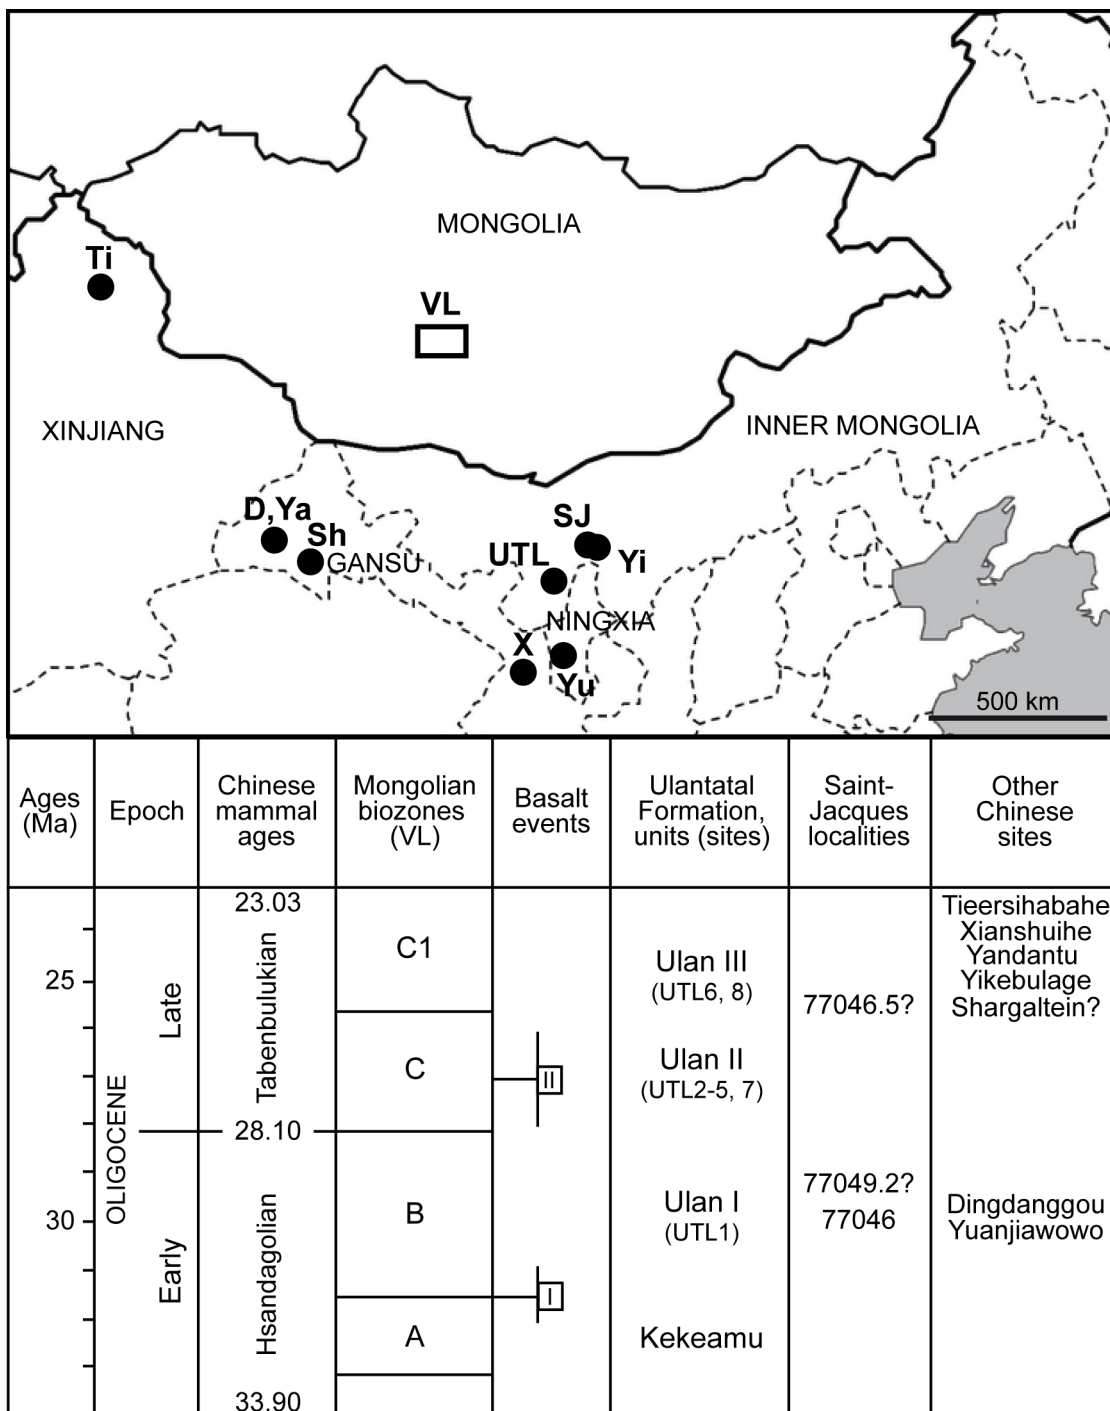 MONGOLIA
Ti
VL
XINJIANG
INNER MONGOLIA
D,Ya
Sh
GANSU
SJ
Yi
UTL
NINGXIA
X
Yu
500 km
Ages
(Ma)
Epoch
Chinese
mammal
ages
Mongolian
biozones
(VL)
Basalt
events
Ulantatal
Formation,
units (sites)
Saint-
Jacques
localities
Other
Chinese
sites
25
30
OLIGOCENE
Late
Early
23.03
Tabenbulukian
28.10
Hsandagolian
33.90
C1
C
B
A
II
I
Ulan III
(UTL6, 8)
Ulan II
(UTL2-5, 7)
Ulan I
(UTL1)
Kekeamu
77046.5?
77049.2?
77046
Tieersihabahe
Xianshuihe
Yandantu
Yikebulage
Shargaltein?
Dingdanggou
Yuanjiawowo